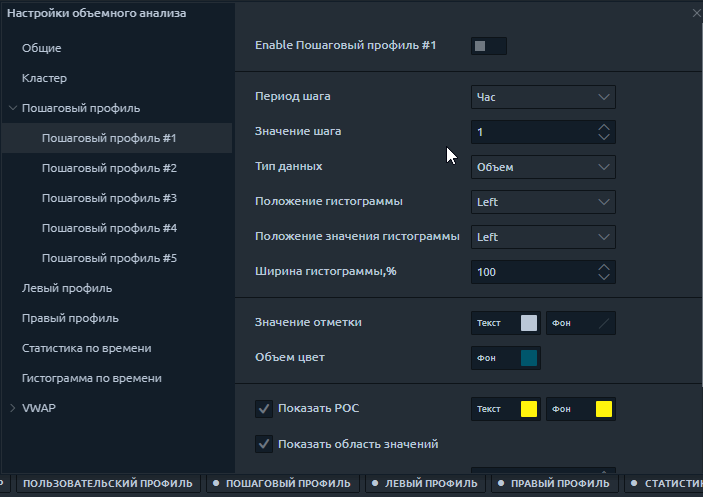 Настройки объемного анализа
Общие
Кластер
Пошаговый профиль
Пошаговый профиль #1
Пошаговый профиль #2
Пошаговый профиль #3
Пошаговый профиль #4
Пошаговый профиль #5
Левый профиль
Правый профиль
Статистика по времени
Гистограмма по времени
VWAP
Enable Пошаговый профиль #1
Период шага Час
Значение шага 1
Тип данных Объем
Положение гистограммы Left
Положение значения гистограммы Left
Ширина гистограммы,% 100
Значение отметки Текст Фон
Объем цвет Фон
Показать POC Текст Фон
Показать область значений
ПОЛЬЗОВАТЕЛЬСКИЙ ПРОФИЛЬ ПОШАГОВЫЙ ПРОФИЛЬ ЛЕВЫЙ ПРОФИЛЬ ПРАВЫЙ ПРОФИЛЬ